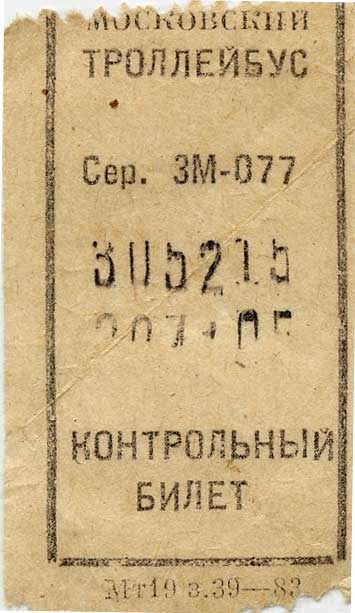 МОСКОВСКИЙ
ТРОЛЛЕЙБУС
Сер. ЗМ-077
305215
КОНТРОЛЬНЫЙ
БИЛЕТ
Мт19 з.39—83